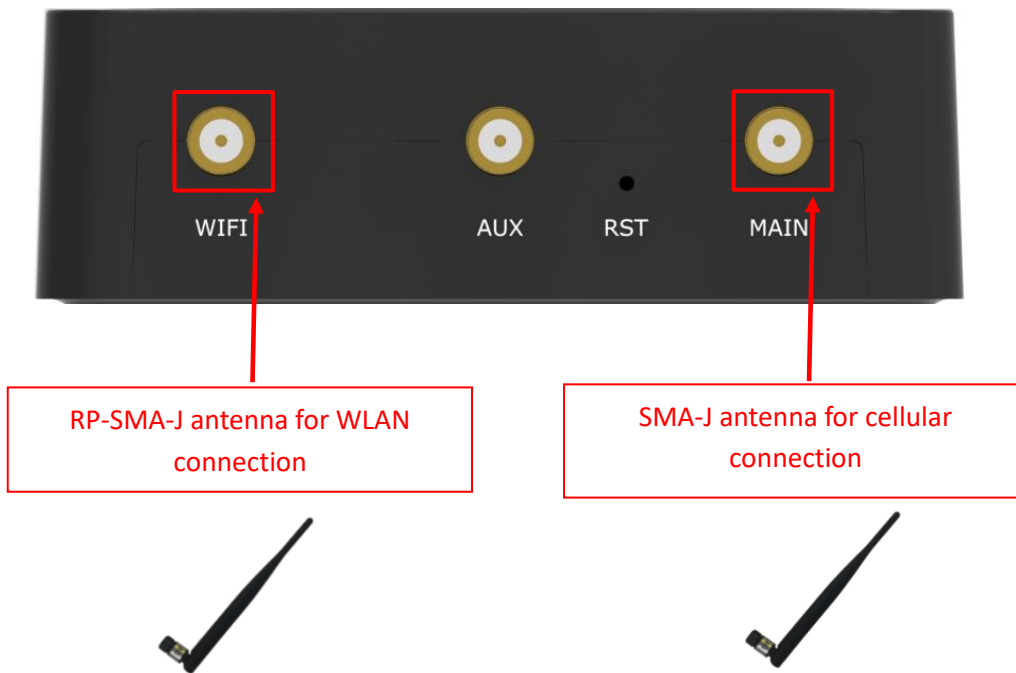 WIFI
AUX
RST
MAIN
RP-SMA-J antenna for WLAN
connection
SMA-J antenna for cellular
connection